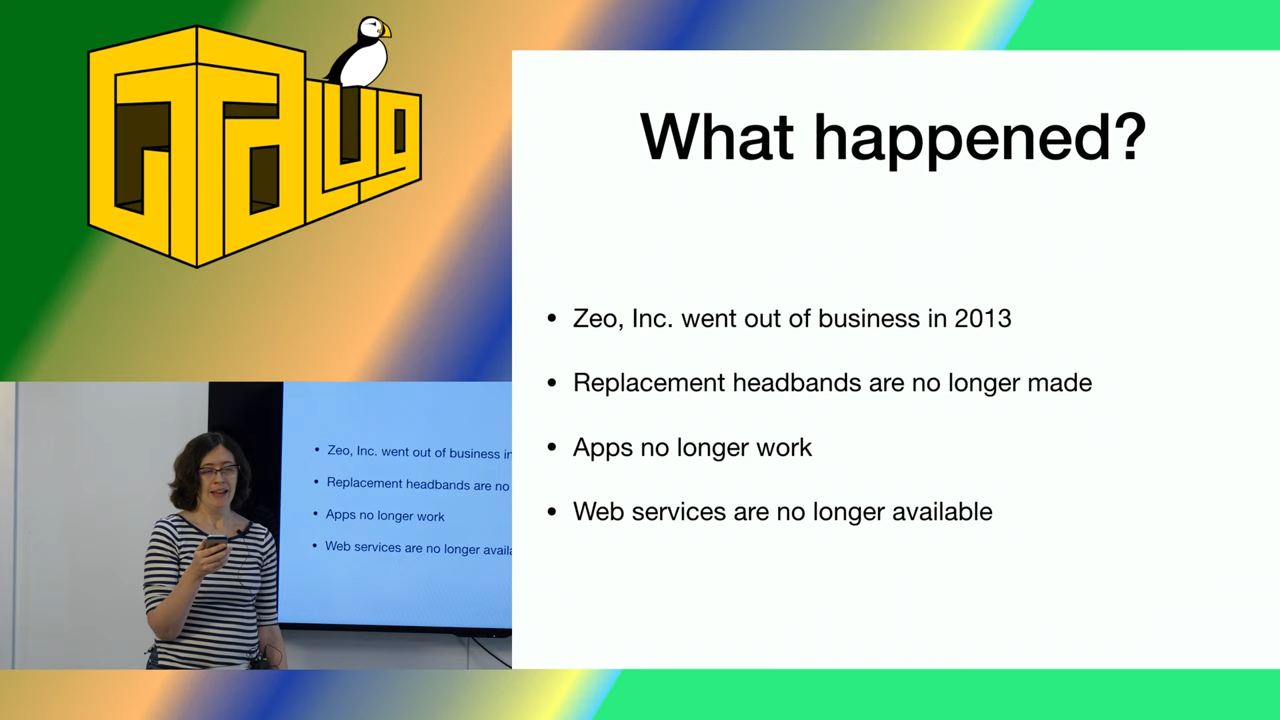 GTALUG
What happened?
• Zeo, Inc. went out of business in 2013
• Replacement headbands are no longer made
• Apps no longer work
• Web services are no longer available
• Zeo, Inc. went out of business in
• Replacement headbands are no
• Apps no longer work
• Web services are no longer availa